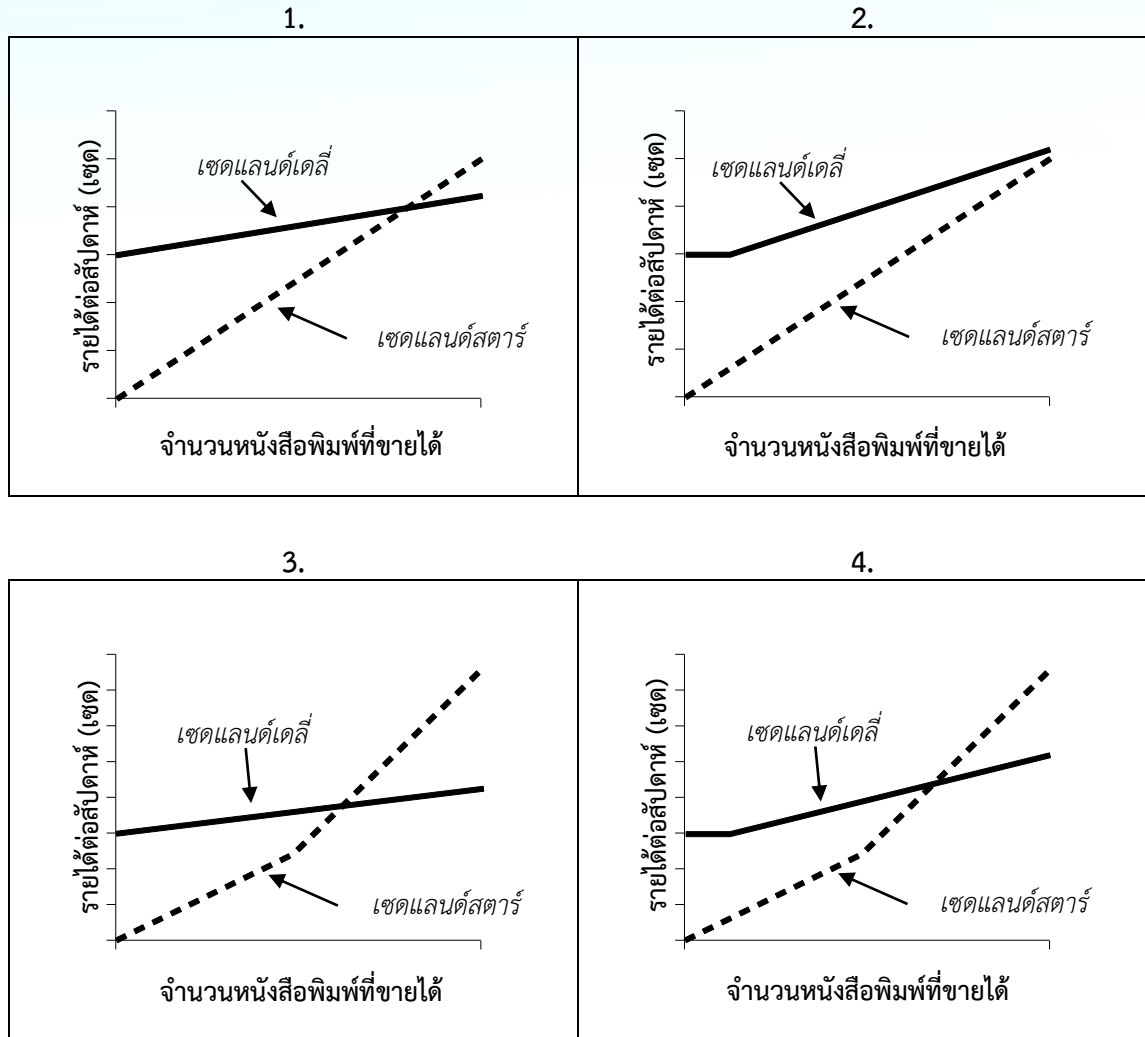 1.
2.
รายได้ต่อสัปดาห์ (เซด)
เซดแลนด์เดลี่
เซดแลนด์สตาร์
จำนวนหนังสือพิมพ์ที่ขายได้
รายได้ต่อสัปดาห์ (เซด)
เซดแลนด์เดลี่
เซดแลนด์สตาร์
จำนวนหนังสือพิมพ์ที่ขายได้
3.
4.
รายได้ต่อสัปดาห์ (เซด)
เซดแลนด์เดลี่
เซดแลนด์สตาร์
จำนวนหนังสือพิมพ์ที่ขายได้
รายได้ต่อสัปดาห์ (เซด)
เซดแลนด์เดลี่
เซดแลนด์สตาร์
จำนวนหนังสือพิมพ์ที่ขายได้